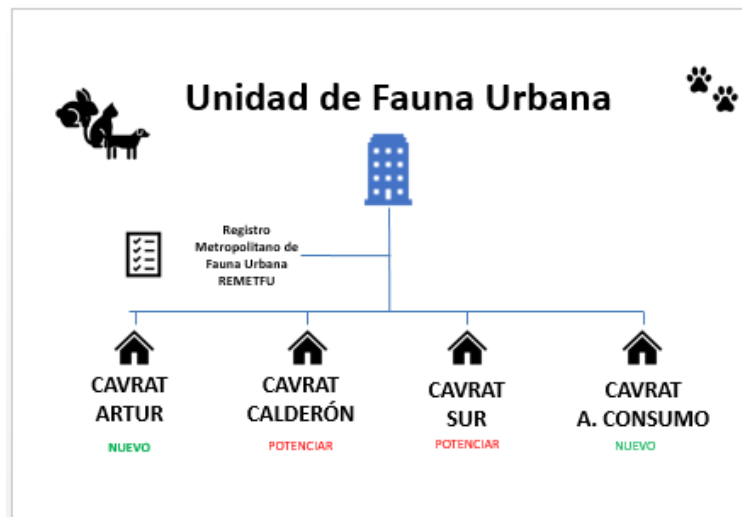 Unidad de Fauna Urbana
Registro
Metropolitano de
Fauna Urbana
REMETFU
CAVRAT
ARTUR
NUEVO
CAVRAT
CALDERÓN
POTENCIAR
CAVRAT
SUR
POTENCIAR
CAVRAT
A. CONSUMO
NUEVO